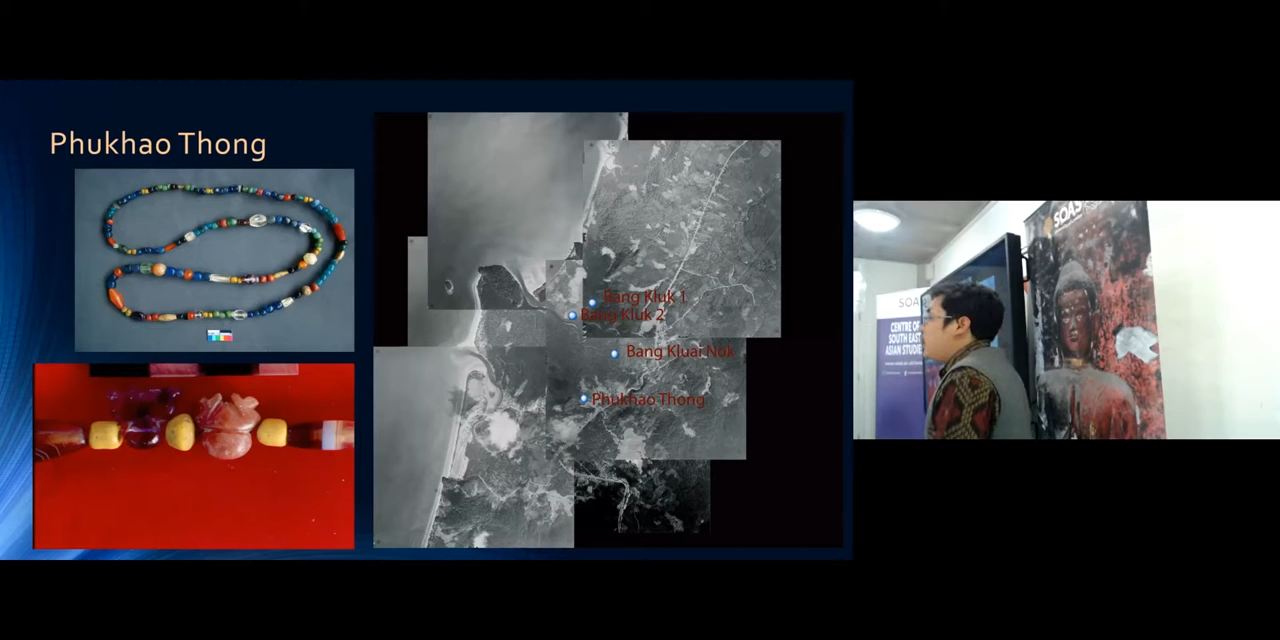 Phukhao Thong
Bang Kluk 1
Bang Kluk 2
Bang Kluai Nok
Phukhao Thong
SOAS
SOA
CENTRE OF
SOUTH EAST
ASIAN STUDIES